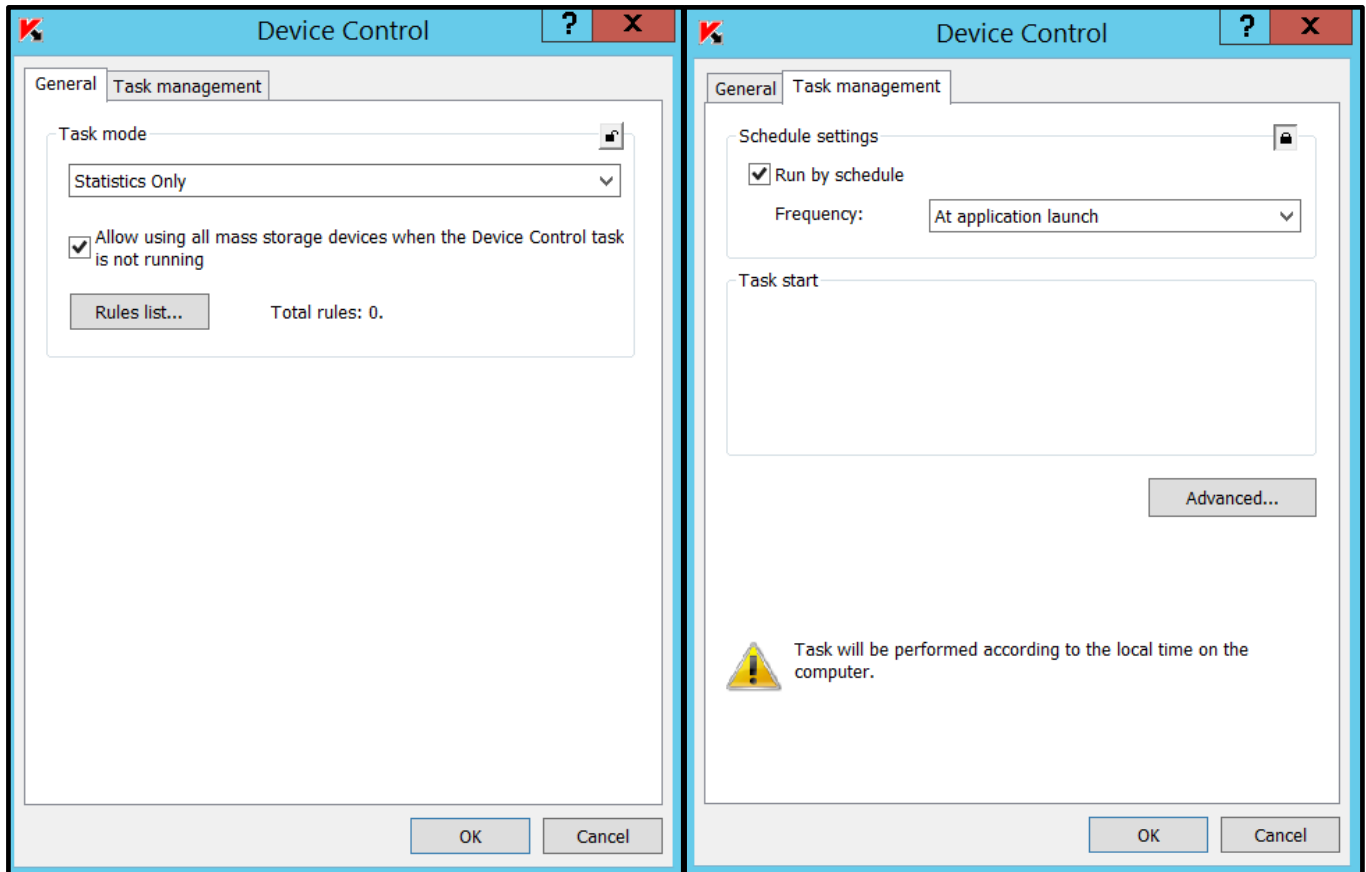 Device Control
?
X
General
Task management
Task mode
Statistics Only
Allow using all mass storage devices when the Device Control task
is not running
Rules list...
Total rules: 0.
OK
Cancel
Device Control
?
X
General
Task management
Schedule settings
Run by schedule
Frequency:
At application launch
Task start
Advanced...
Task will be performed according to the local time on the
computer.
OK
Cancel